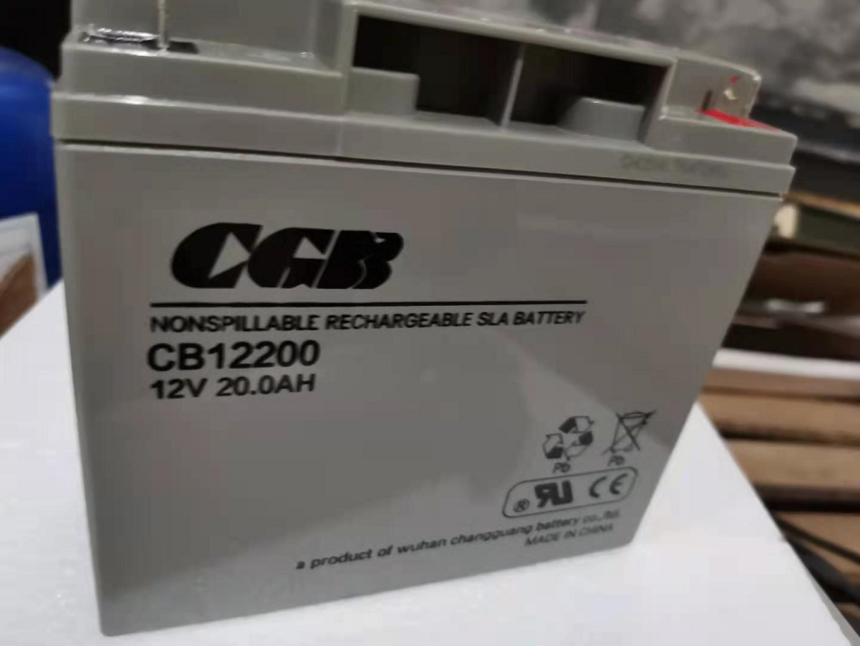 CGB
NONSPILLABLE RECHARGEABLE SLA BATTERY
CB12200
12V 20.0AH
Pb Pb
® RU CE
a product of wuhan changguang battery co.,ltd.
MADE IN CHINA